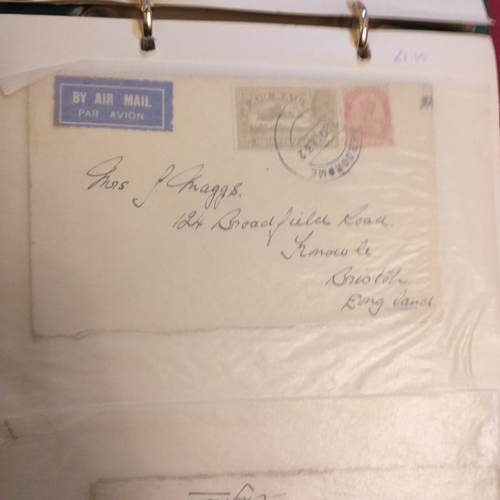 BY AIR MAIL
PAR AVION
Mrs J. Maggs.
124 Broadfield Road
Knowle
Bristol
England